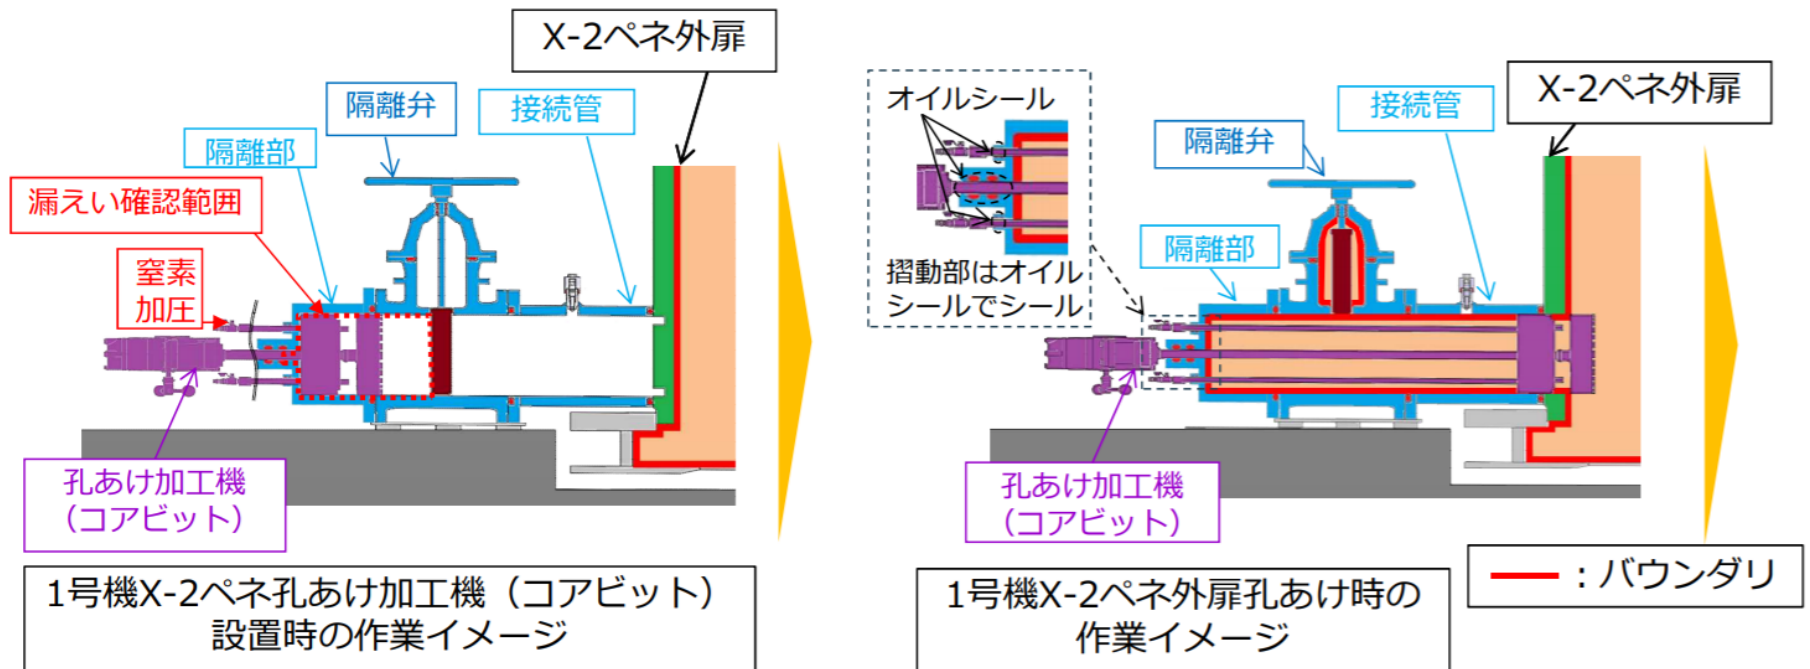 X-2ペネ外扉
隔離弁
接続管
隔離部
漏えい確認範囲
窒素
加圧
孔あけ加工機
（コアビット）
1号機X-2ペネ孔あけ加工機（コアビット）
設置時の作業イメージ
オイルシール
摺動部はオイル
シールでシール
X-2ペネ外扉
接続管
隔離弁
隔離部
孔あけ加工機
（コアビット）
：バウンダリ
1号機X-2ペネ外扉孔あけ時の
作業イメージ